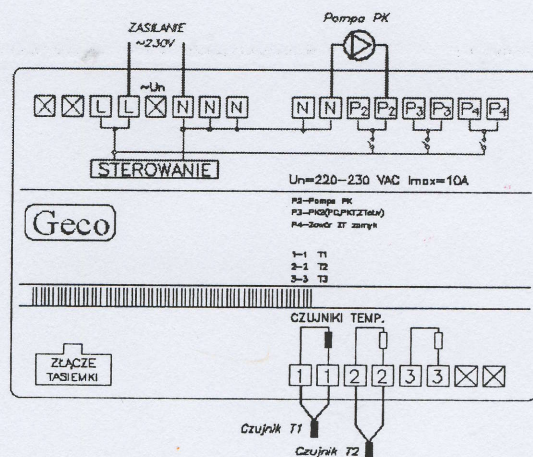 ZASILANIE
~230V
Pompa PK
~Un
L L N N N N N P2 P2 P3 P3 P4 P4
STEROWANIE
Un=220-230 VAC Imax=10A
P2-Pompa PK
P4-Zawór ZT zamyk
Geco
1-1 T1
2-2 T2
3-3 T3
CZUJNIKI TEMP.
ZŁĄCZE
TASIEMKI
1 1 2 2 3 3
Czujnik T1
Czujnik T2